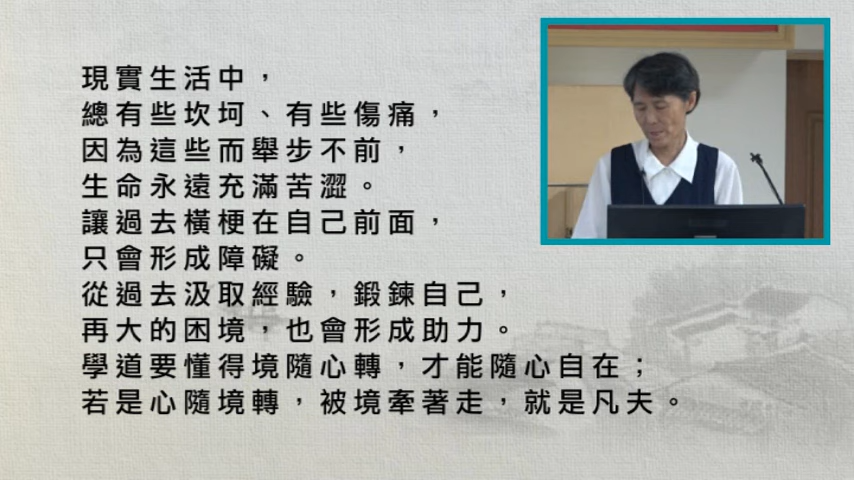 現實生活中，
總有些坎坷、有些傷痛，
因為這些而舉步不前，
生命永遠充滿苦澀。
讓過去橫梗在自己前面，
只會形成障礙。
從過去汲取經驗，鍛鍊自己，
再大的困境，也會形成助力。
學道要懂得境隨心轉，才能隨心自在；
若是心隨境轉，被境牽著走，就是凡夫。